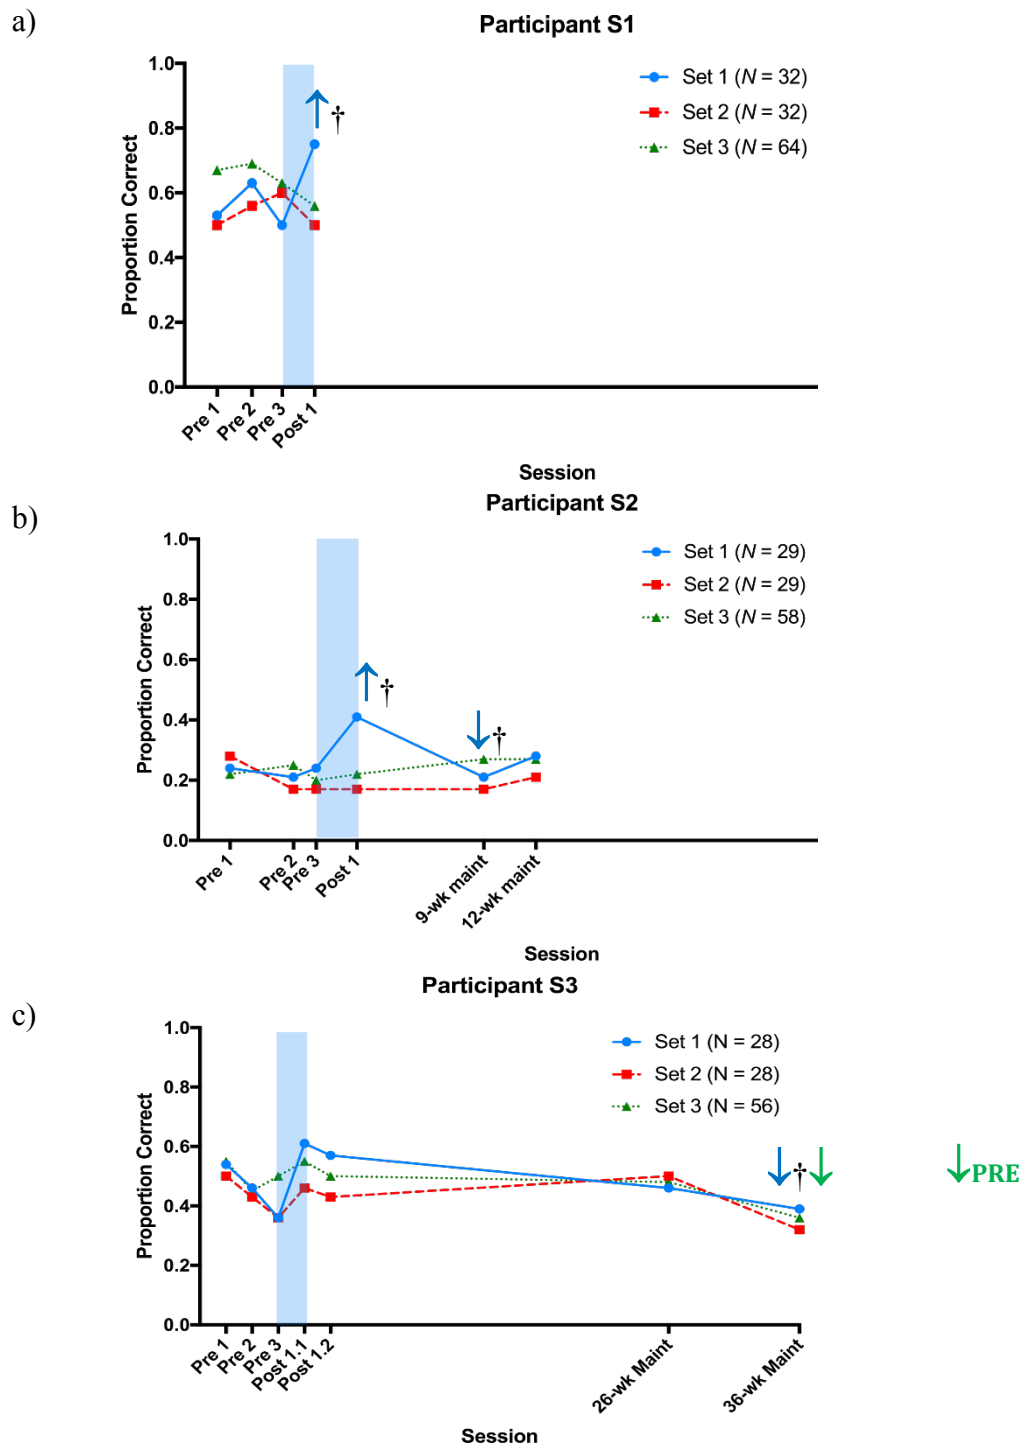 a)
Participant S1
Set 1 (N = 32)
Set 2 (N = 32)
Set 3 (N = 64)
†
1.0
0.8
0.6
0.4
0.2
0.0
Proportion Correct
Pre 1
Pre 2
Pre 3
Post 1
Session
b)
Participant S2
Set 1 (N = 29)
Set 2 (N = 29)
Set 3 (N = 58)
†
†
1.0
0.8
0.6
0.4
0.2
0.0
Proportion Correct
Pre 1
Pre 2
Pre 3
Post 1
9-wk maint
12-wk maint
Session
c)
Participant S3
Set 1 (N = 28)
Set 2 (N = 28)
Set 3 (N = 56)
†
PRE
1.0
0.8
0.6
0.4
0.2
0.0
Proportion Correct
Pre 1
Pre 2
Pre 3
Post 1.1
Post 1.2
26-wk Maint
36-wk Maint
Session